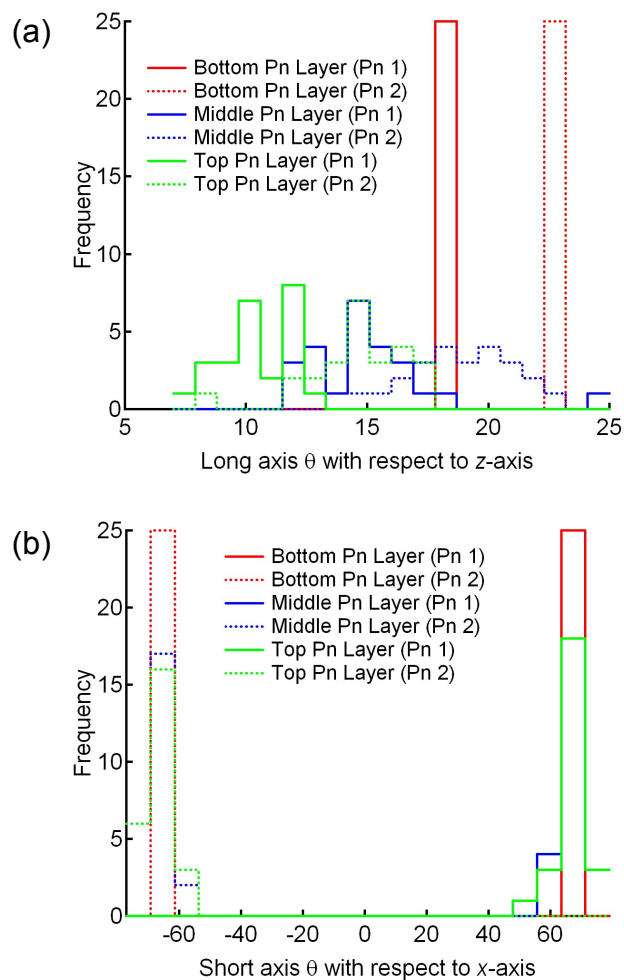 (a)
25
20
15
10
5
0
Frequency
Bottom Pn Layer (Pn 1)
Bottom Pn Layer (Pn 2)
Middle Pn Layer (Pn 1)
Middle Pn Layer (Pn 2)
Top Pn Layer (Pn 1)
Top Pn Layer (Pn 2)
5 10 15 20 25
Long axis θ with respect to z-axis
(b)
25
20
15
10
5
0
Frequency
Bottom Pn Layer (Pn 1)
Bottom Pn Layer (Pn 2)
Middle Pn Layer (Pn 1)
Middle Pn Layer (Pn 2)
Top Pn Layer (Pn 1)
Top Pn Layer (Pn 2)
-60 -40 -20 0 20 40 60
Short axis θ with respect to x-axis